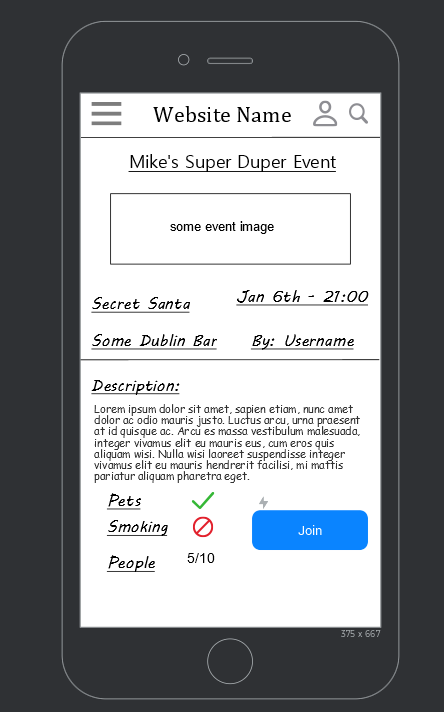 Website Name
Mike's Super Duper Event
some event image
Secret Santa
Jan 6th - 21:00
Some Dublin Bar
By: Username
Description:
Lorem ipsum dolor sit amet, sapien etiam, nunc amet
dolor ac odio mauris justo. Luctus arcu, urna praesent
at id quisque ac. Arcu es massa vestibulum malesuada,
integer vivamus elit eu mauris eus, cum eros quis
aliquam wisi. Nulla wisi laoreet suspendisse integer
vivamus elit eu mauris hendrerit facilisi, mi mattis
pariatur aliquam pharetra eget.
Pets
Smoking
Join
People 5/10
375 x 667